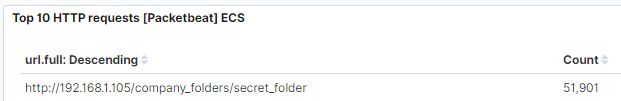 Top 10 HTTP requests [Packetbeat] ECS
url.full: Descending Count
http://192.168.1.105/company_folders/secret_folder 51,901